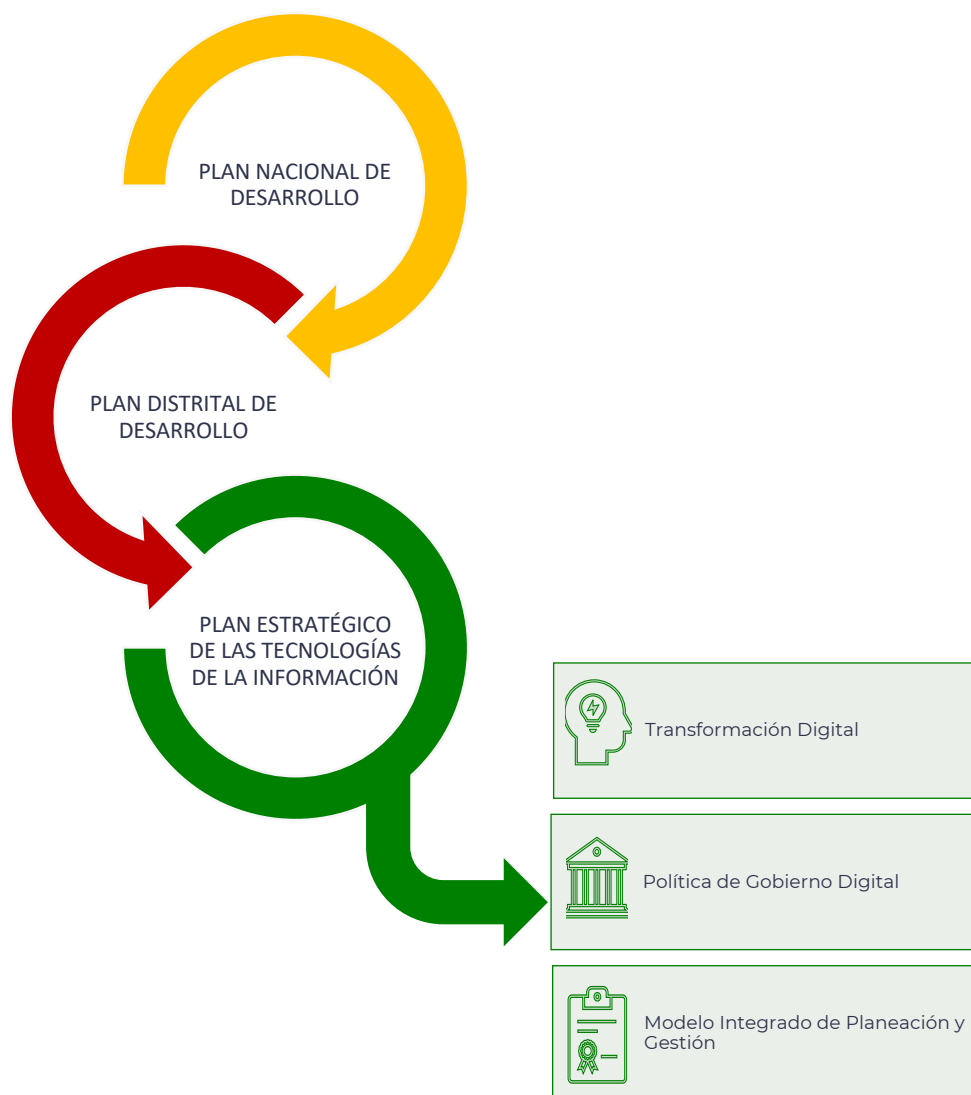 PLAN NACIONAL DE
DESARROLLO
PLAN DISTRITAL DE
DESARROLLO
PLAN ESTRATÉGICO
DE LAS TECNOLOGÍAS
DE LA INFORMACIÓN
Transformación Digital
Política de Gobierno Digital
Modelo Integrado de Planeación y
Gestión